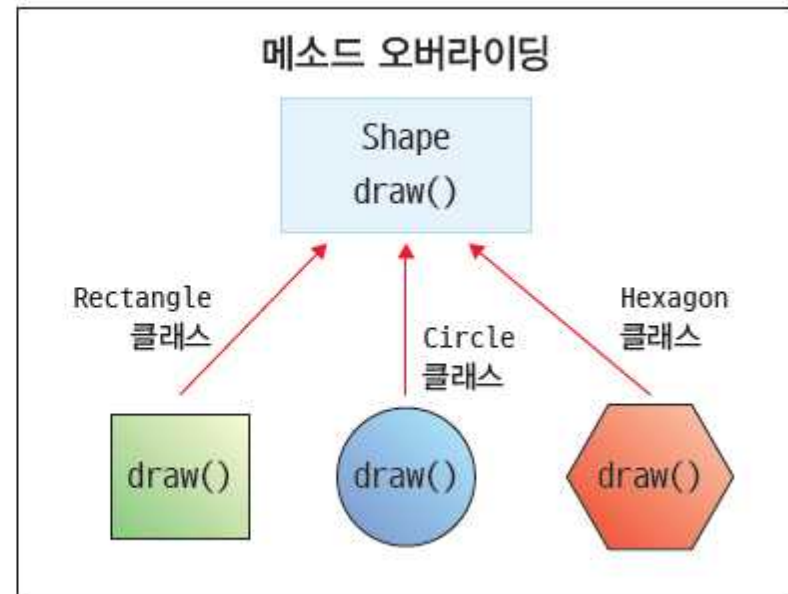 메소드 오버라이딩
Shape
draw()
Rectangle
클래스
Circle
클래스
Hexagon
클래스
draw()
draw()
draw()